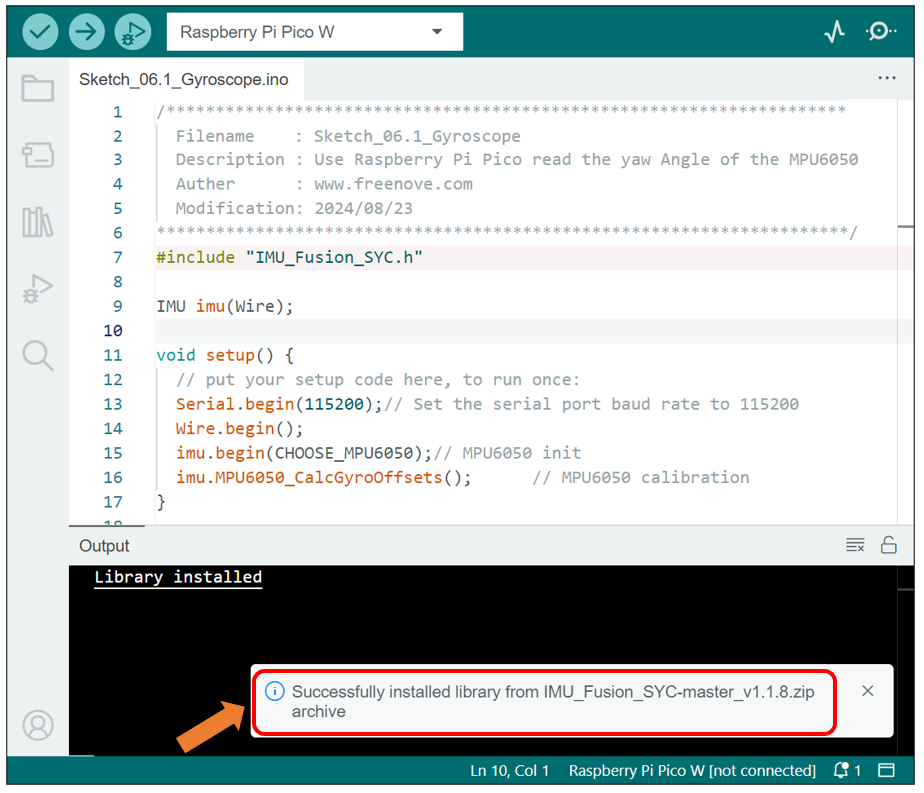 Raspberry Pi Pico W
Sketch_06.1_Gyroscope.ino
1 /*********************************************************************
2 Filename    : Sketch_06.1_Gyroscope
3 Description : Use Raspberry Pi Pico read the yaw Angle of the MPU6050
4 Auther      : www.freenove.com
5 Modification: 2024/08/23
6 **********************************************************************/
7 #include "IMU_Fusion_SYC.h"
8
9 IMU imu(Wire);
10
11 void setup() {
12 // put your setup code here, to run once:
13 Serial.begin(115200);// Set the serial port baud rate to 115200
14 Wire.begin();
15 imu.begin(CHOOSE_MPU6050);// MPU6050 init
16 imu.MPU6050_CalcGyroOffsets();      // MPU6050 calibration
17 }
18
Output
Library installed
Successfully installed library from IMU_Fusion_SYC-master_v1.1.8.zip
archive
Ln 10, Col 1 Raspberry Pi Pico W [not connected] 1